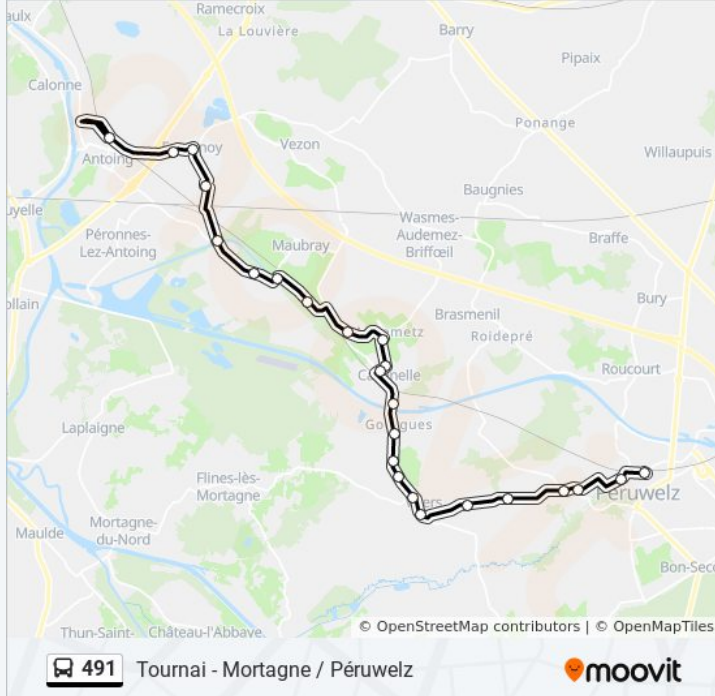 Ramecroix
La Louvière
Barry
Pipaix
Calonne
Ponange
Vezon
Antoing
Willaupuis
Baugnies
Wasmes-
Audemez-
Briffœil
Braffe
Péronnes-
Lez-Antoing
Maubray
Bury
Brasmenil
Roidepré
Roucourt
Laplaigne
Flines-lès-
Mortagne
Péruwelz
Mortagne-
du-Nord
Maulde
Bon-Seco
Thun-Saint-
Château-l'Abbaye
© OpenStreetMap contributors | © OpenMapTiles
491 Tournai - Mortagne / Péruwelz
moovit